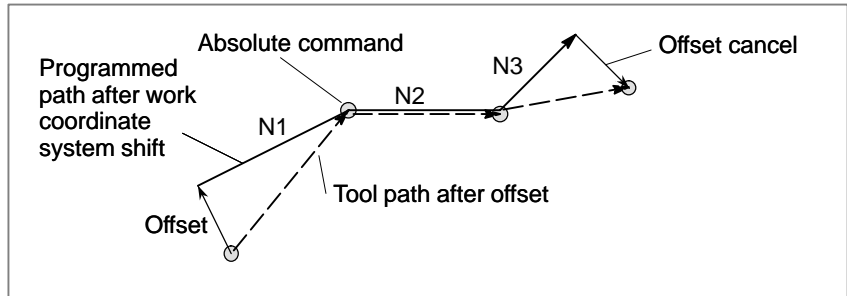 Absolute command
Offset cancel
Programmed
path after work
coordinate
system shift
N1
N2
N3
Tool path after offset
Offset